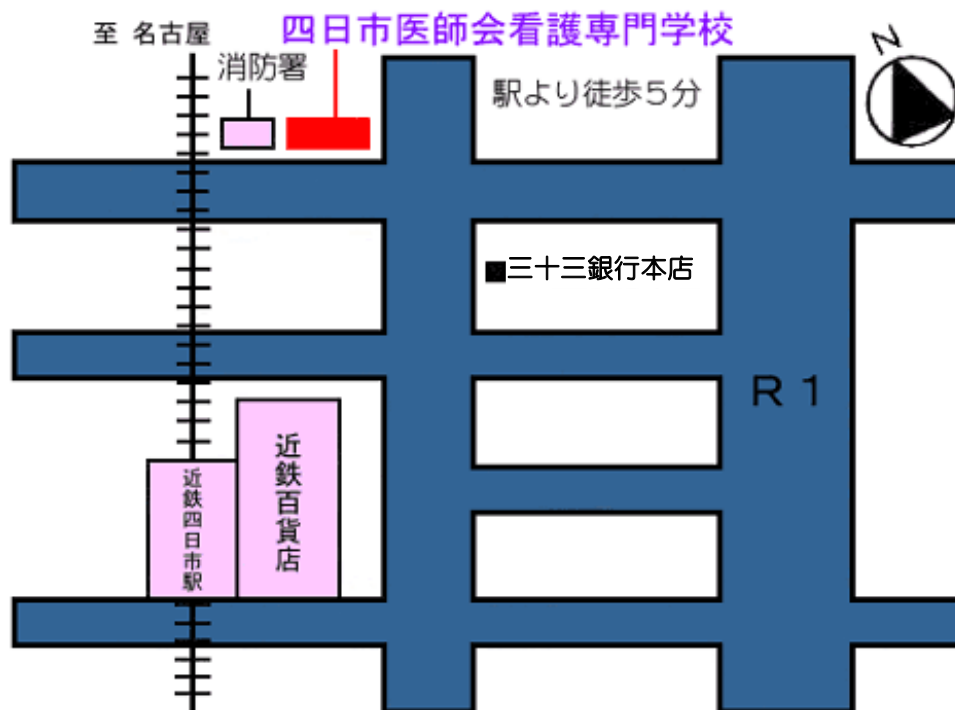 四日市医師会看護専門学校
至 名古屋
N
消防署
駅より徒歩5分
■三十三銀行本店
R 1
近鉄百貨店
近鉄四日市駅